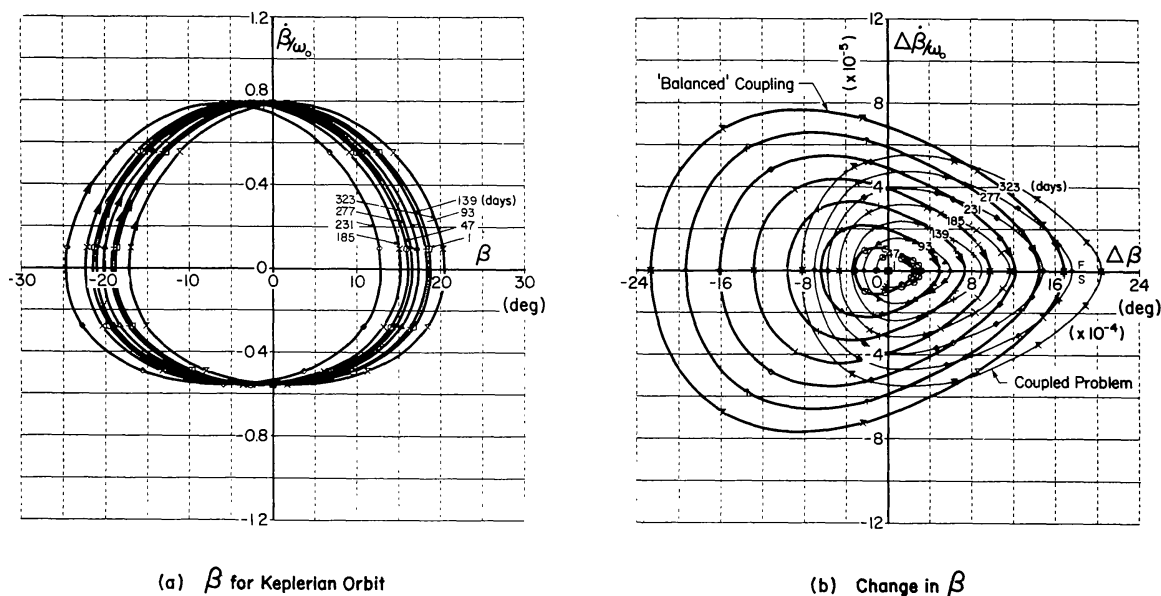 1.2
β̇/ω₀
0.8
0.4
323
277
231
185
139 (days)
93
47
1
β
-30
-20
-10
0
10
20
30
(deg)
-0.4
-0.8
-1.2
(a) β for Keplerian Orbit
12
Δβ̇/ω₀
(x 10⁻⁵)
'Balanced' Coupling
8
4
323 (days)
277
231
185
139
93
47
F
S
Δβ
-24
-16
-8
0
8
16
24
(deg)
(x 10⁻⁴)
-4
Coupled Problem
-8
-12
(b) Change in β